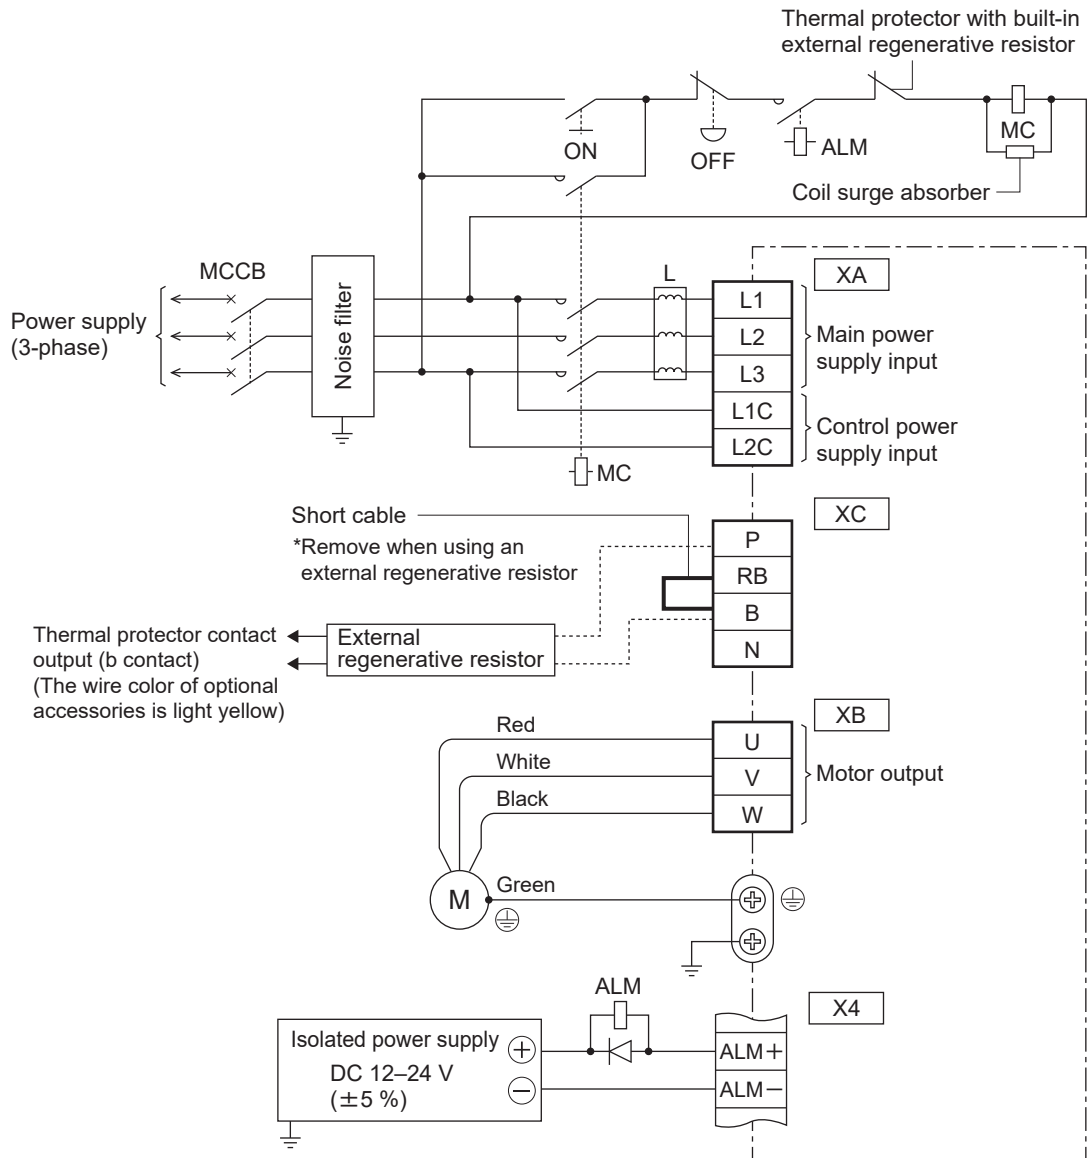 Thermal protector with built-in
external regenerative resistor
ON
OFF
ALM
MC
Coil surge absorber
MCCB
L
XA
Power supply
(3-phase)
Noise filter
L1
L2
L3
L1C
L2C
Main power
supply input
Control power
supply input
MC
Short cable
*Remove when using an
external regenerative resistor
XC
P
RB
B
N
Thermal protector contact
output (b contact)
(The wire color of optional
accessories is light yellow)
External
regenerative resistor
XB
Red
White
Black
U
V
W
Motor output
M
Green
ALM
X4
Isolated power supply
DC 12–24 V
(±5 %)
+
−
ALM+
ALM−